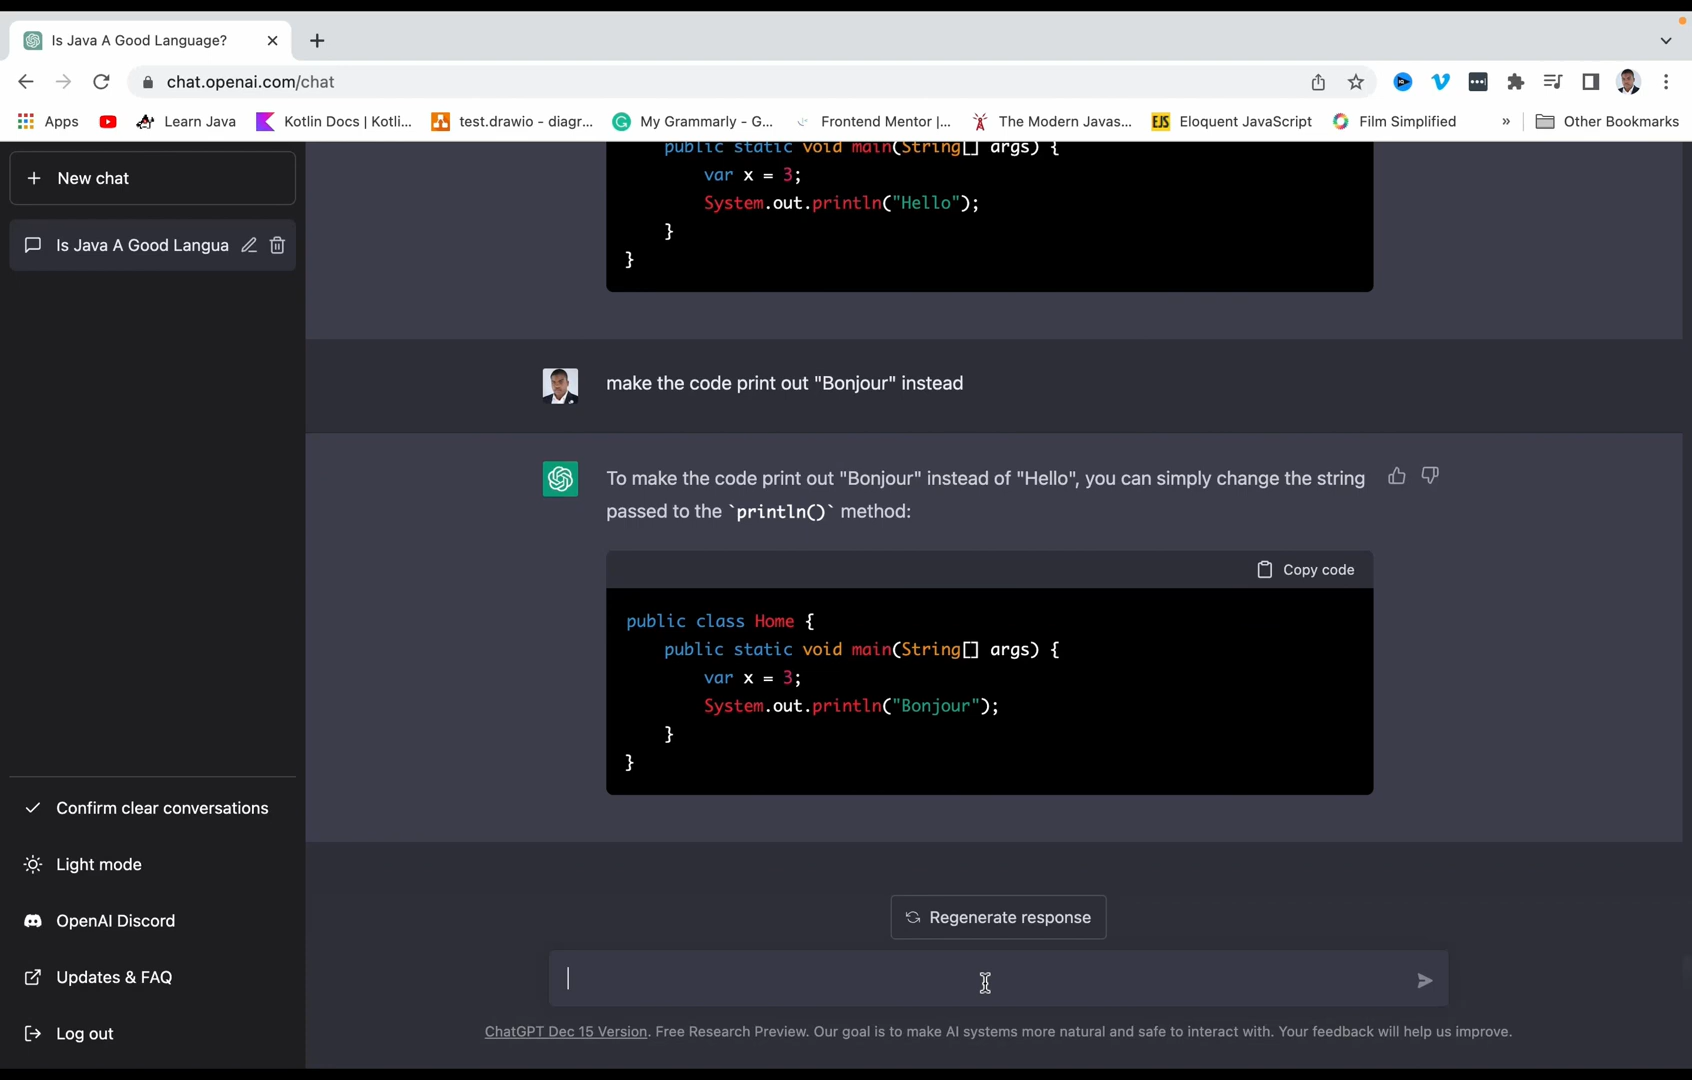 Is Java A Good Language?
chat.openai.com/chat
Apps
Learn Java
Kotlin Docs | Kotli...
test.drawio - diagr...
My Grammarly - G...
Frontend Mentor |...
The Modern Javas...
EJS
Eloquent JavaScript
Film Simplified
»
Other Bookmarks
+ New chat
Is Java A Good Langua
public static void main(String[] args) {
var x = 3;
System.out.println("Hello");
}
}
make the code print out "Bonjour" instead
To make the code print out "Bonjour" instead of "Hello", you can simply change the string
passed to the `println()` method:
Copy code
public class Home {
public static void main(String[] args) {
var x = 3;
System.out.println("Bonjour");
}
}
Confirm clear conversations
Light mode
OpenAI Discord
Updates & FAQ
Log out
Regenerate response
ChatGPT Dec 15 Version. Free Research Preview. Our goal is to make AI systems more natural and safe to interact with. Your feedback will help us improve.